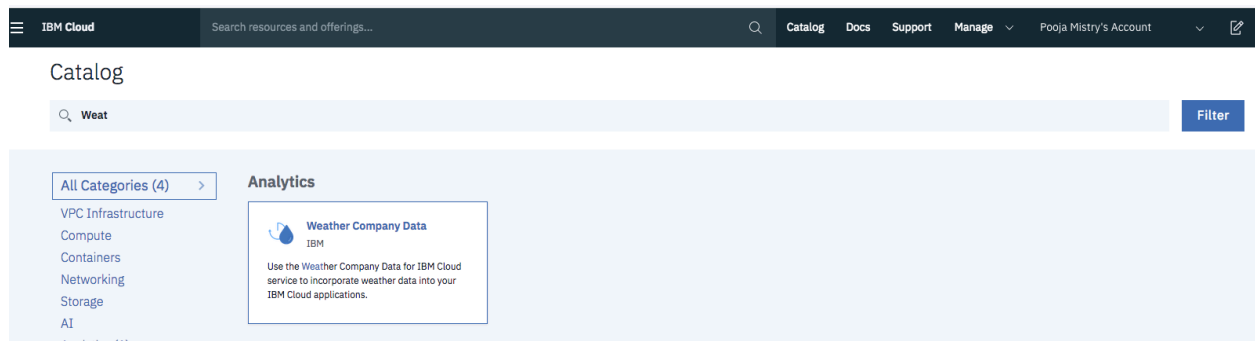 IBM Cloud Search resources and offerings... Catalog Docs Support Manage Pooja Mistry's Account
Catalog
Weat
Filter
All Categories (4)
VPC Infrastructure
Compute
Containers
Networking
Storage
AI
Analytics
Weather Company Data
IBM
Use the Weather Company Data for IBM Cloud
service to incorporate weather data into your
IBM Cloud applications.